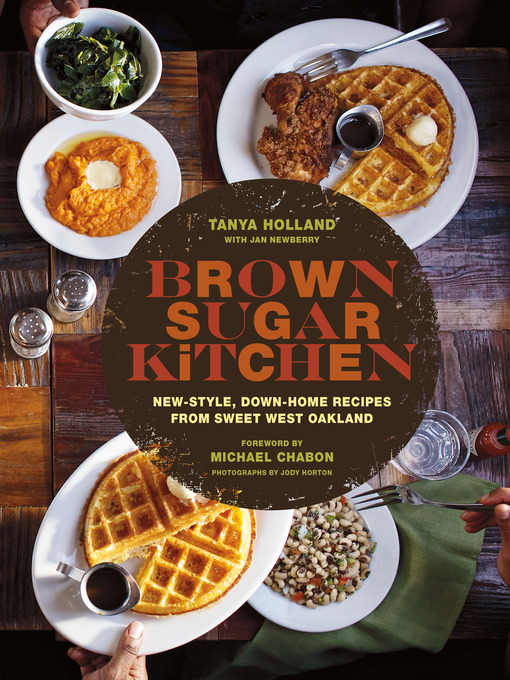 TANYA HOLLAND
WITH JAN NEWBERRY
BROWN
SUGAR
KiTCHEN
NEW-STYLE, DOWN-HOME RECIPES
FROM SWEET WEST OAKLAND
FOREWORD BY
MICHAEL CHABON
PHOTOGRAPHS BY JODY HORTON